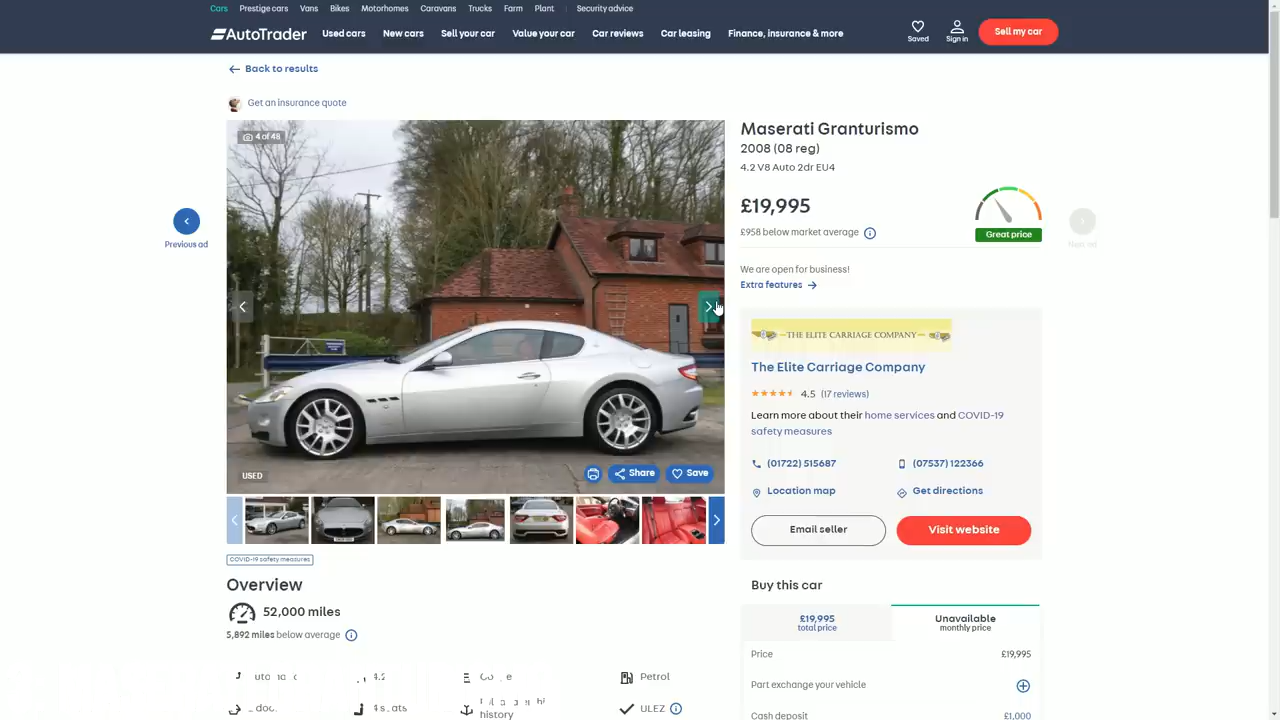 Cars Prestige cars Vans Bikes Motorhomes Caravans Trucks Farm Plant Security advice
AutoTrader Used cars New cars Sell your car Value your car Car reviews Car leasing Finance, insurance & more Saved Sign in Sell my car
Back to results
Get an insurance quote
4 of 48
USED
Share
Save
Previous ad
Next ad
COVID-19 safety measures
Overview
52,000 miles
5,892 miles below average
Petrol
history
ULEZ
Maserati Granturismo
2008 (08 reg)
4.2 V8 Auto 2dr EU4
£19,995
£958 below market average
Great price
We are open for business!
Extra features
THE ELITE CARRIAGE COMPANY
The Elite Carriage Company
4.5 (17 reviews)
Learn more about their home services and COVID-19
safety measures
(01722) 515687 (07537) 122366
Location map Get directions
Email seller Visit website
Buy this car
£19,995 Unavailable
total price monthly price
Price £19,995
Part exchange your vehicle
Cash deposit £1,000